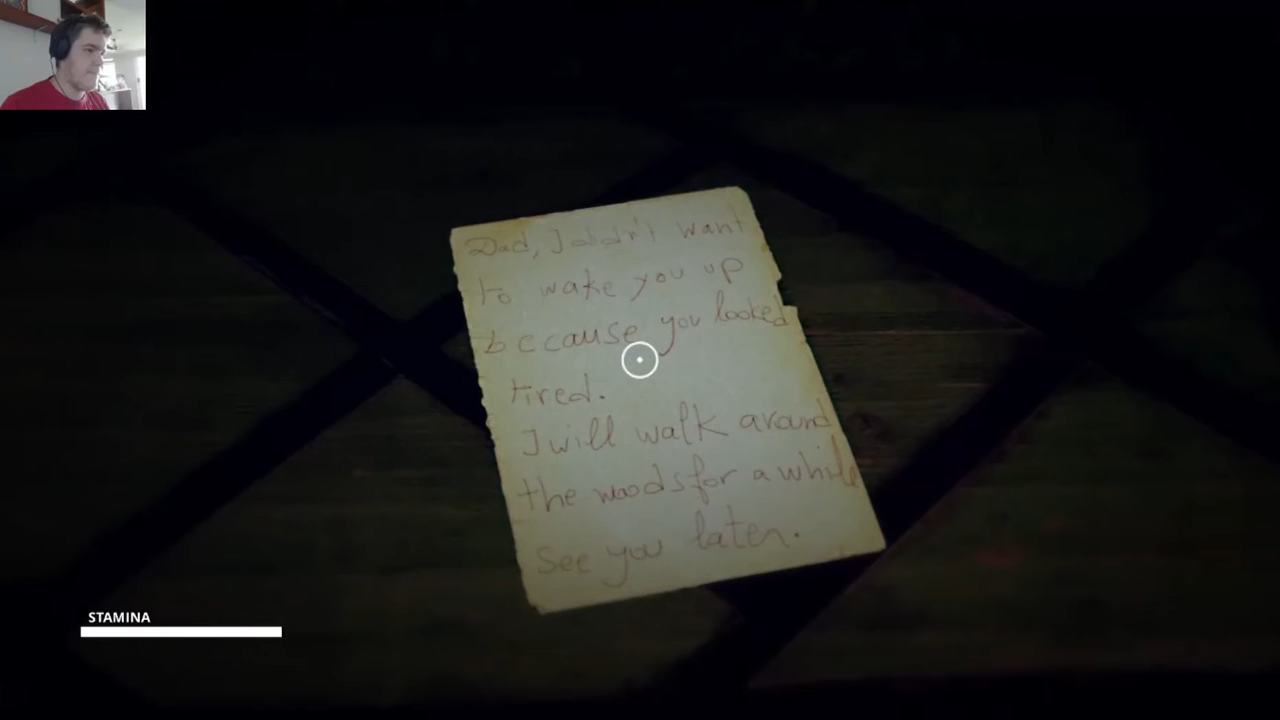 Dad, I didn't want
to wake you up
because you looked
tired.
I will walk around
the woods for a while
See you later.
STAMINA